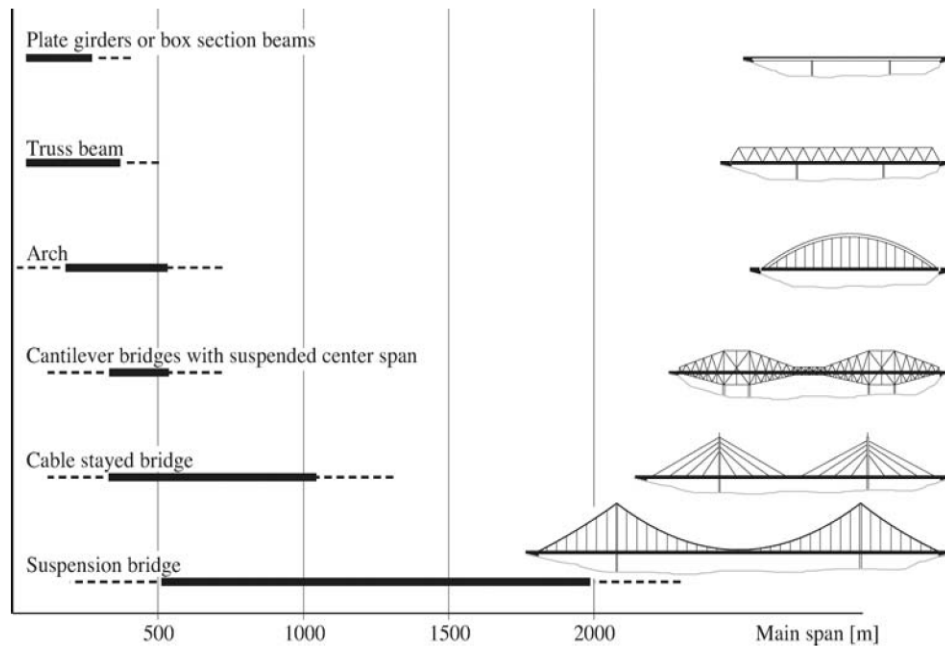 Plate girders or box section beams
Truss beam
Arch
Cantilever bridges with suspended center span
Cable stayed bridge
Suspension bridge
500 1000 1500 2000 Main span [m]